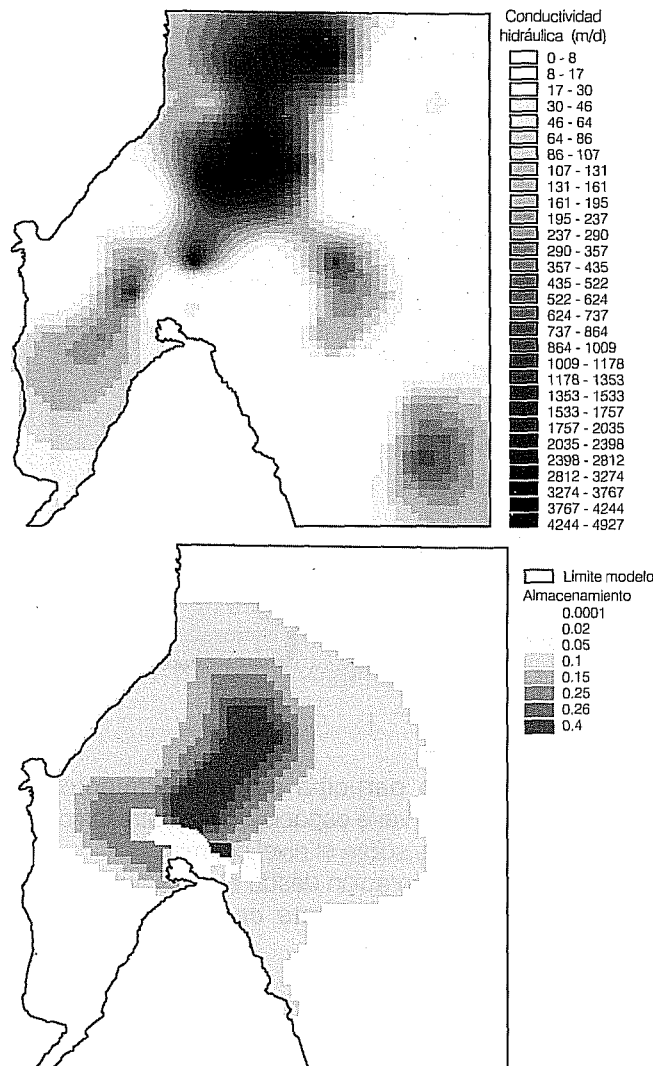 Conductividad
hidráulica (m/d)
0 - 8
8 - 17
17 - 30
30 - 46
46 - 64
64 - 86
86 - 107
107 - 131
131 - 161
161 - 195
195 - 237
237 - 290
290 - 357
357 - 435
435 - 522
522 - 624
624 - 737
737 - 864
864 - 1009
1009 - 1178
1178 - 1353
1353 - 1533
1533 - 1757
1757 - 2035
2035 - 2398
2398 - 2812
2812 - 3274
3274 - 3767
3767 - 4244
4244 - 4927
Límite modelo
Almacenamiento
0.0001
0.02
0.05
0.1
0.15
0.25
0.26
0.4